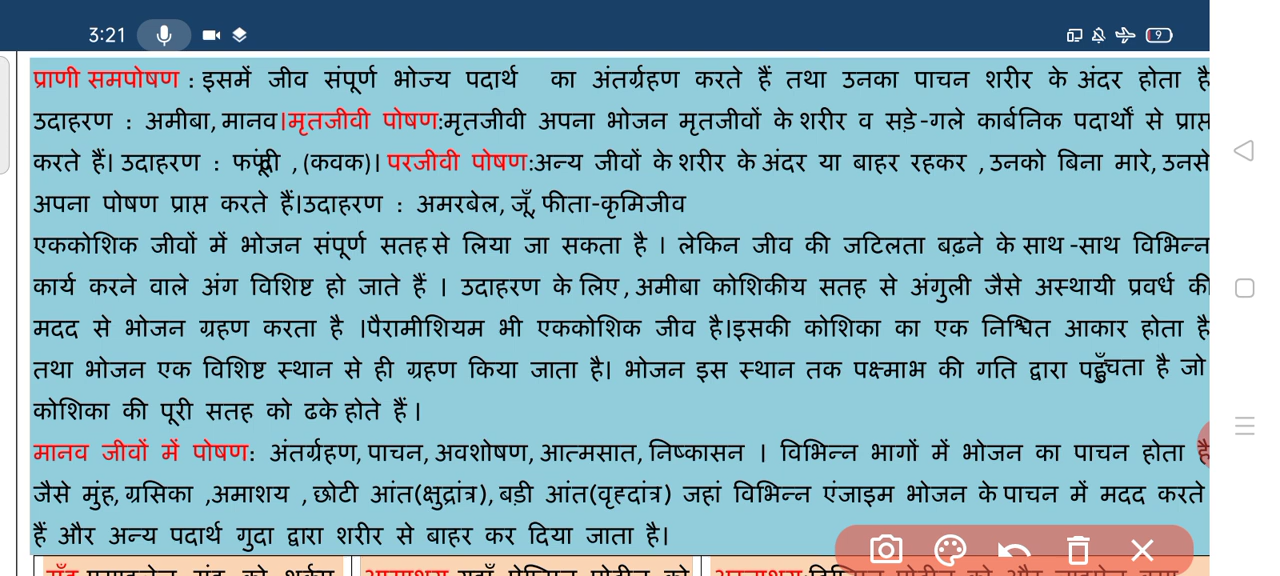 3:21
9
प्राणी समपोषण : इसमें जीव संपूर्ण भोज्य पदार्थ का अंतर्ग्रहण करते हैं तथा उनका पाचन शरीर के अंदर होता है
उदाहरण : अमीबा, मानव।मृतजीवी पोषण:मृतजीवी अपना भोजन मृतजीवों के शरीर व सड़े-गले कार्बनिक पदार्थों से प्राप्त
करते हैं। उदाहरण : फफूंदी , (कवक)। परजीवी पोषण:अन्य जीवों के शरीर के अंदर या बाहर रहकर , उनको बिना मारे, उनसे
अपना पोषण प्राप्त करते हैं।उदाहरण : अमरबेल, जूँ, फीता-कृमिजीव
एककोशिक जीवों में भोजन संपूर्ण सतह से लिया जा सकता है । लेकिन जीव की जटिलता बढ़ने के साथ -साथ विभिन्न
कार्य करने वाले अंग विशिष्ट हो जाते हैं । उदाहरण के लिए , अमीबा कोशिकीय सतह से अंगुली जैसे अस्थायी प्रवर्ध की
मदद से भोजन ग्रहण करता है ।पैरामीशियम भी एककोशिक जीव है।इसकी कोशिका का एक निश्चित आकार होता है
तथा भोजन एक विशिष्ट स्थान से ही ग्रहण किया जाता है। भोजन इस स्थान तक पक्ष्माभ की गति द्वारा पहुँचता है जो
कोशिका की पूरी सतह को ढके होते हैं ।
मानव जीवों में पोषण: अंतर्ग्रहण, पाचन, अवशोषण, आत्मसात, निष्कासन । विभिन्न भागों में भोजन का पाचन होता है
जैसे मुंह, ग्रसिका ,अमाशय , छोटी आंत(क्षुद्रांत्र), बड़ी आंत(वृहदांत्र) जहां विभिन्न एंजाइम भोजन के पाचन में मदद करते
हैं और अन्य पदार्थ गुदा द्वारा शरीर से बाहर कर दिया जाता है।